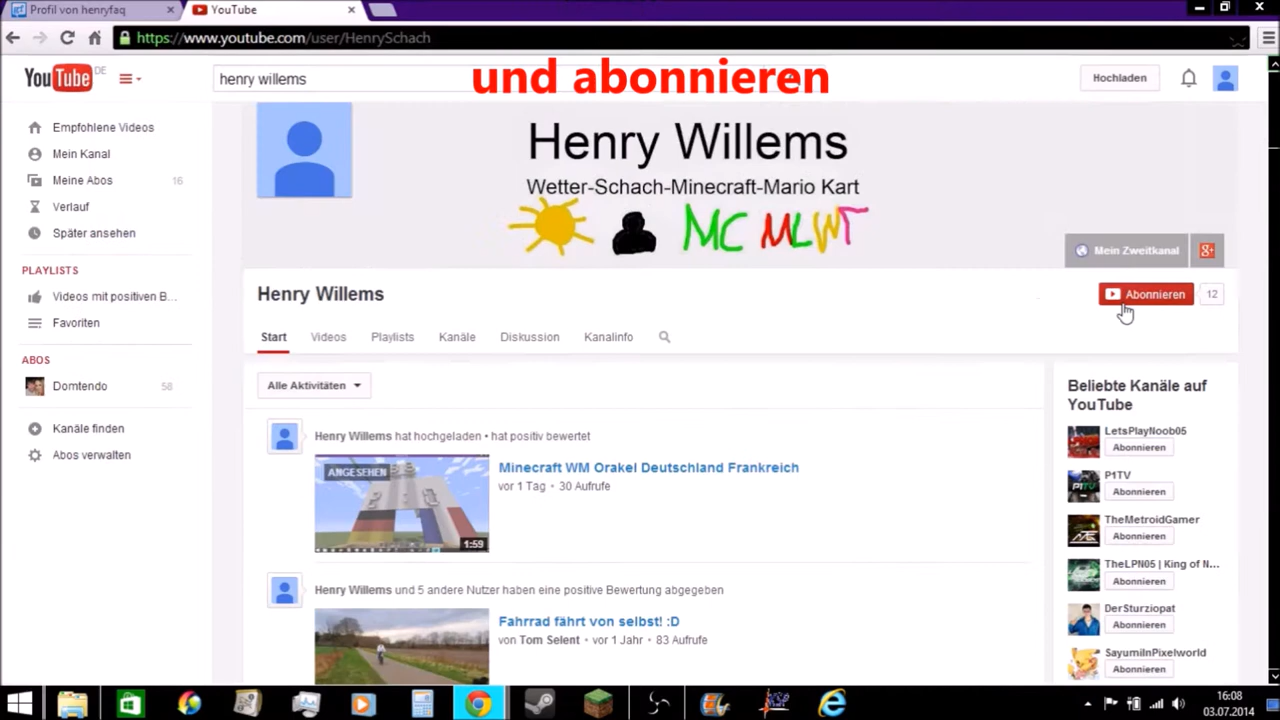 Profil von henryfaq
YouTube
https://www.youtube.com/user/HenrySchach
YouTube DE
henry willems
und abonnieren
Hochladen
Empfohlene Videos
Mein Kanal
Meine Abos 16
Verlauf
Später ansehen
PLAYLISTS
Videos mit positiven B...
Favoriten
ABOS
Domtendo 58
Kanäle finden
Abos verwalten
Henry Willems
Wetter-Schach-Minecraft-Mario Kart
MC MLWT
Mein Zweitkanal
Henry Willems
Abonnieren 12
Start Videos Playlists Kanäle Diskussion Kanalinfo
Alle Aktivitäten
Henry Willems hat hochgeladen • hat positiv bewertet
ANGESEHEN
1:59
Minecraft WM Orakel Deutschland Frankreich
vor 1 Tag • 30 Aufrufe
Henry Willems und 5 andere Nutzer haben eine positive Bewertung abgegeben
Fahrrad fährt von selbst! :D
von Tom Selent • vor 1 Jahr • 83 Aufrufe
Beliebte Kanäle auf
YouTube
LetsPlayNoob05
Abonnieren
P1TV
Abonnieren
TheMetroidGamer
Abonnieren
TheLPN05 | King of N...
Abonnieren
DerSturziopat
Abonnieren
SayumiInPixelworld
Abonnieren
16:08
03.07.2014